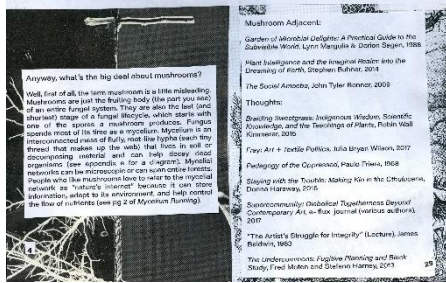 Anyway, what's the big deal about mushrooms?
Well, first of all, the term mushroom is a little misleading.
Mushrooms are just the fruiting body (the part you see)
of an entire fungal system. They are also the last (and
shortest) stage of a fungal lifecycle, which starts with
one of the spores a mushroom produces. Fungus
spends most of its time as a mycelium. Mycelium is an
interconnected mass of fluffy, root like hypha (each tiny
thread that makes up the web) that lives in soil or
decomposing material and can help decay dead
organisms (see appendix a for a diagram). Mycelial
networks can be microscopic or can span entire forests.
People who like mushrooms love to refer to the mycelial
network as "nature's internet" because it can store
information, adapt to its environment, and help control
the flow of nutrients (see pg 2 of Mycelium Running).
Mushroom Adjacent:
Garden of Microbial Delights: A Practical Guide to the
Subvisible World. Lynn Margulis & Dorion Sagan, 1988
Plant Intelligence and the Imaginal Realm: into the
Dreaming of Earth, Stephen Buhner, 2014
The Social Amoeba, John Tyler Bonner, 2009
Thoughts:
Braiding Sweetgrass: Indigenous Wisdom, Scientific
Knowledge, and the Teachings of Plants, Robin Wall
Kimmerer, 2015
Fray: Art + Textile Politics, Julia Bryan Wilson, 2017
Pedagogy of the Oppressed, Paulo Friere, 1968
Staying with the Trouble: Making Kin in the Cthulucene,
Donna Haraway, 2016
Supercommunity: Diabolical Togetherness Beyond
Contemporary Art, e- flux journal (various authors),
2017
"The Artist's Struggle for Integrity" (Lecture), James
Baldwin, 1963
The Undercommons: Fugitive Planning and Black
Study, Fred Moten and Stefano Harney, 2013
29